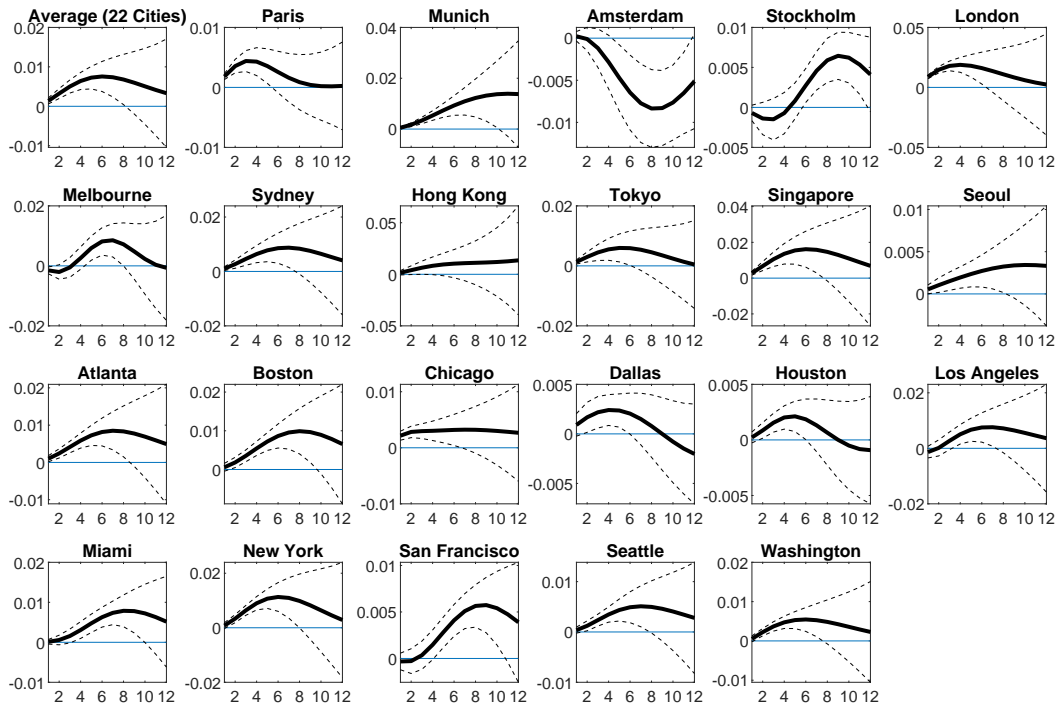 Average (22 Cities) Paris Munich Amsterdam Stockholm London
0.02 0.01 0.04 0 0.01 0.05
0.01 0.02 -0.005 0.005
0 0 0 -0.01 0 0
-0.01 -0.01 -0.005 -0.05
2 4 6 8 10 12 2 4 6 8 10 12 2 4 6 8 10 12 2 4 6 8 10 12 2 4 6 8 10 12 2 4 6 8 10 12
Melbourne Sydney Hong Kong Tokyo Singapore Seoul
0.02 0.02 0.05 0.02 0.04 0.01
0.02 0.005
0 0 0 0 0 0
-0.02 -0.02 -0.05 -0.02 -0.02
2 4 6 8 10 12 2 4 6 8 10 12 2 4 6 8 10 12 2 4 6 8 10 12 2 4 6 8 10 12 2 4 6 8 10 12
Atlanta Boston Chicago Dallas Houston Los Angeles
0.02 0.02 0.01 0.005 0.005 0.02
0.01 0.01
0 0 0 0 0 0
-0.01 -0.01 -0.005 -0.005 -0.02
2 4 6 8 10 12 2 4 6 8 10 12 2 4 6 8 10 12 2 4 6 8 10 12 2 4 6 8 10 12 2 4 6 8 10 12
Miami New York San Francisco Seattle Washington
0.02 0.02 0.01 0.01 0.02
0.01 0.005 0.01
0 0 0 0 0
-0.01 -0.02 -0.01 -0.01
2 4 6 8 10 12 2 4 6 8 10 12 2 4 6 8 10 12 2 4 6 8 10 12 2 4 6 8 10 12